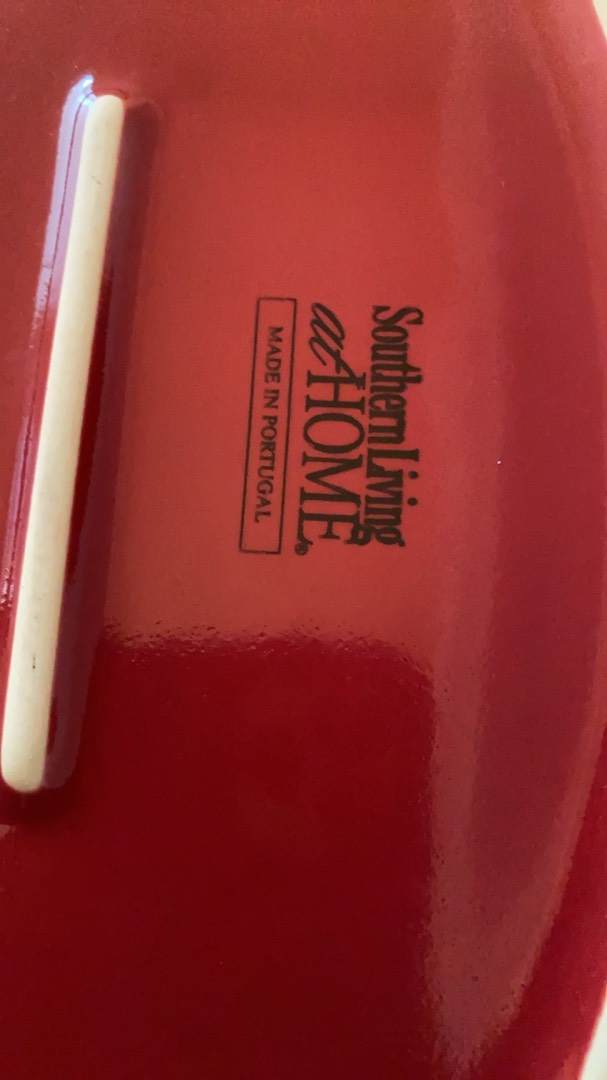 Southern Living
at HOME®
MADE IN PORTUGAL